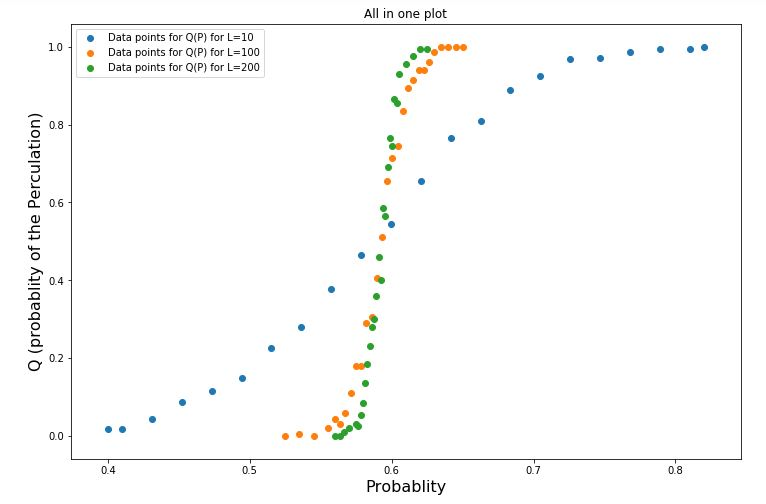 All in one plot
Data points for Q(P) for L=10
Data points for Q(P) for L=100
Data points for Q(P) for L=200
Q (probablity of the Perculation)
1.0
0.8
0.6
0.4
0.2
0.0
0.4 0.5 0.6 0.7 0.8
Probablity